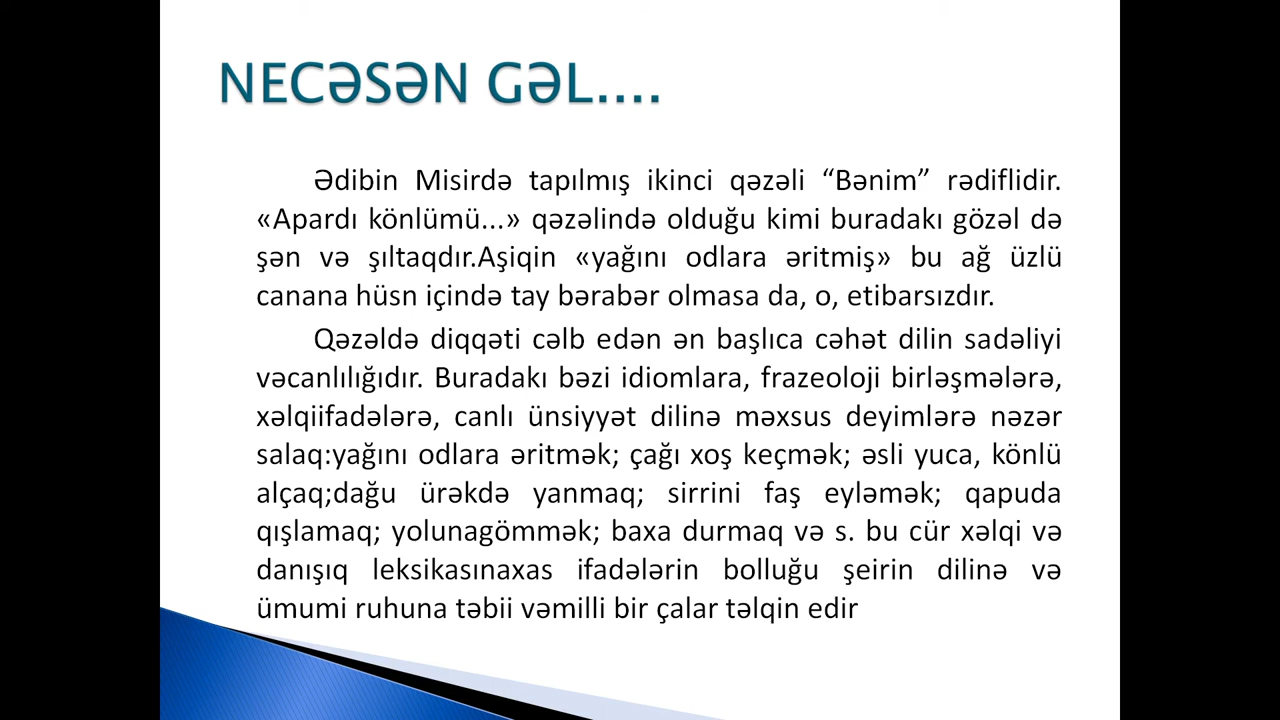 NECƏSƏN GƏL....
Ədibin Misirdə tapılmış ikinci qəzəli “Bənim” rədiflidir.
«Apardı könlümü...» qəzəlində olduğu kimi buradakı gözəl də
şən və şıltaqdır.Aşiqin «yağını odlara əritmiş» bu ağ üzlü
canana hüsn içində tay bərabər olmasa da, o, etibarsızdır.
Qəzəldə diqqəti cəlb edən ən başlıca cəhət dilin sadəliyi
vəcanlılığıdır. Buradakı bəzi idiomlara, frazeoloji birləşmələrə,
xəlqiifadələrə, canlı ünsiyyət dilinə məxsus deyimlərə nəzər
salaq:yağını odlara əritmək; çağı xoş keçmək; əsli yuca, könlü
alçaq;dağu ürəkdə yanmaq; sirrini faş eyləmək; qapuda
qışlamaq; yolunagömmək; baxa durmaq və s. bu cür xəlqi və
danışıq leksikasınaxas ifadələrin bolluğu şeirin dilinə və
ümumi ruhuna təbii vəmilli bir çalar təlqin edir